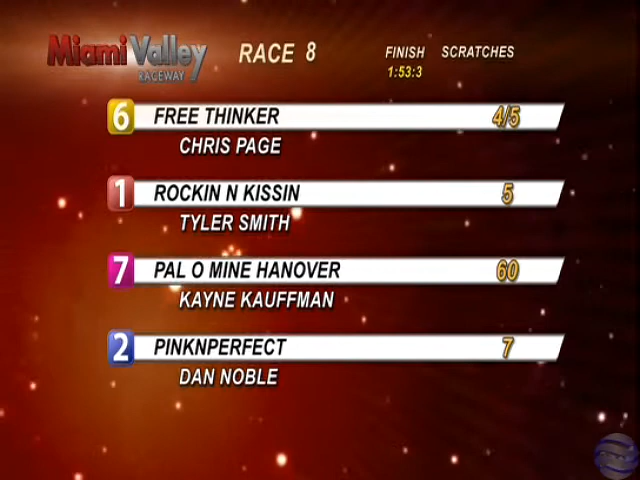 Miami Valley
RACEWAY
RACE 8
FINISH
1:53:3
SCRATCHES
6 FREE THINKER 4/5
CHRIS PAGE
1 ROCKIN N KISSIN 5
TYLER SMITH
7 PAL O MINE HANOVER 60
KAYNE KAUFFMAN
2 PINKNPERFECT 7
DAN NOBLE